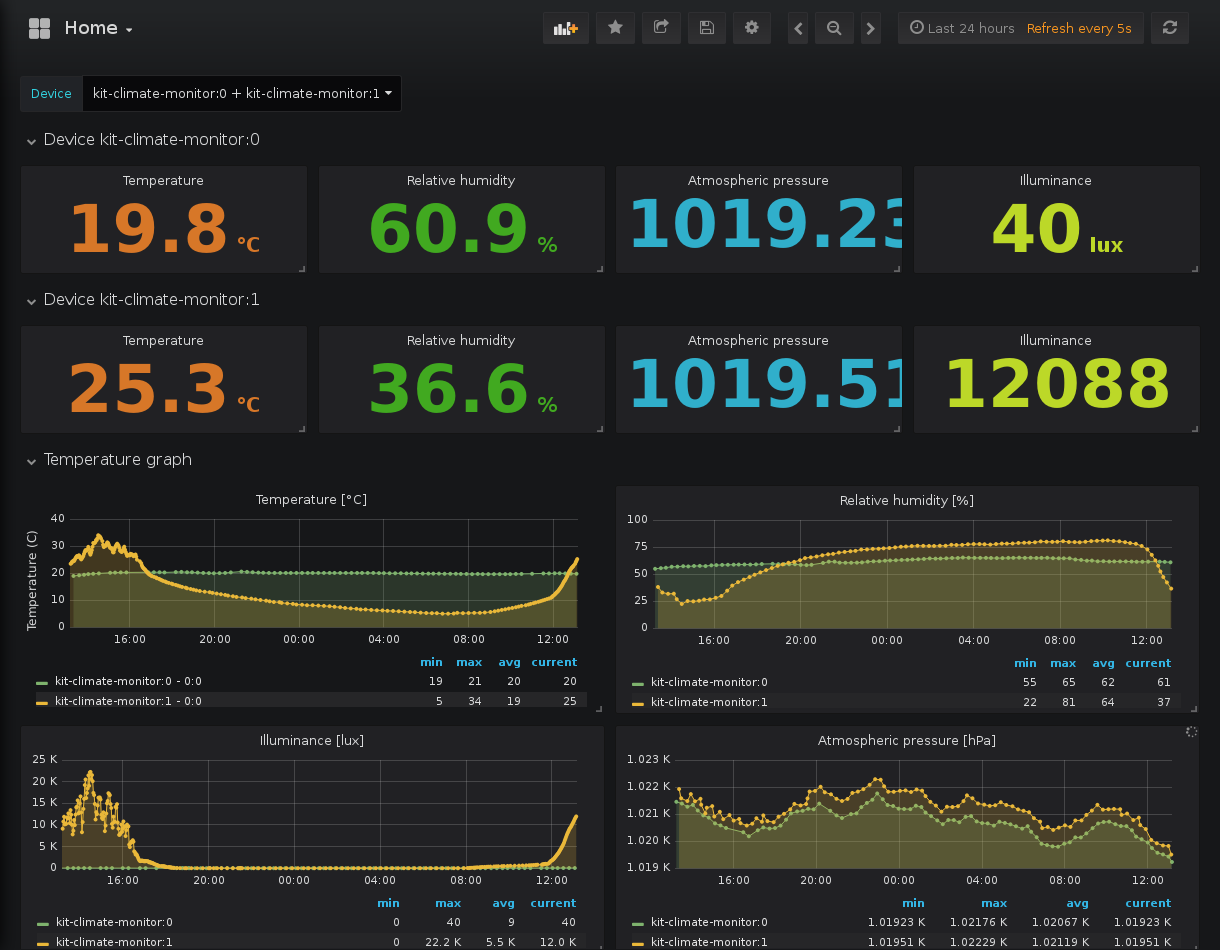 Home
Last 24 hours Refresh every 5s
Device kit-climate-monitor:0 + kit-climate-monitor:1
Device kit-climate-monitor:0
Temperature Relative humidity Atmospheric pressure Illuminance
19.8 °C 60.9 % 1019.23 40 lux
Device kit-climate-monitor:1
Temperature Relative humidity Atmospheric pressure Illuminance
25.3 °C 36.6 % 1019.51 12088
Temperature graph
Temperature [°C]
Temperature (C)
40
30
20
10
0
16:00 20:00 00:00 04:00 08:00 12:00
min max avg current
kit-climate-monitor:0 - 0:0 19 21 20 20
kit-climate-monitor:1 - 0:0 5 34 19 25
Relative humidity [%]
100
75
50
25
0
16:00 20:00 00:00 04:00 08:00 12:00
min max avg current
kit-climate-monitor:0 55 65 62 61
kit-climate-monitor:1 22 81 64 37
Illuminance [lux]
25 K
20 K
15 K
10 K
5 K
0
16:00 20:00 00:00 04:00 08:00 12:00
min max avg current
kit-climate-monitor:0 0 40 9 40
kit-climate-monitor:1 0 22.2 K 5.5 K 12.0 K
Atmospheric pressure [hPa]
1.023 K
1.022 K
1.021 K
1.020 K
1.019 K
16:00 20:00 00:00 04:00 08:00 12:00
min max avg current
kit-climate-monitor:0 1.01923 K 1.02176 K 1.02067 K 1.01923 K
kit-climate-monitor:1 1.01951 K 1.02229 K 1.02119 K 1.01951 K